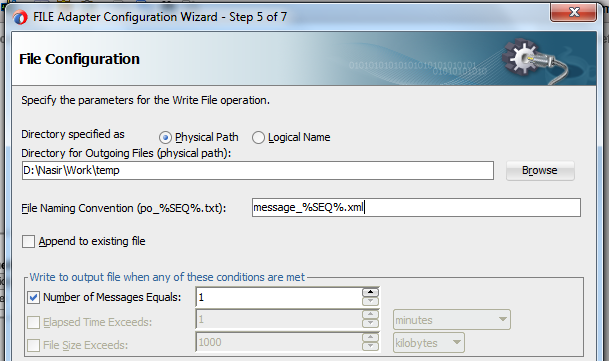 FILE Adapter Configuration Wizard - Step 5 of 7
File Configuration
Specify the parameters for the Write File operation.
Directory specified as Physical Path Logical Name
Directory for Outgoing Files (physical path):
D:\Nasir\Work\temp Browse
File Naming Convention (po_%SEQ%.txt): message_%SEQ%.xml
Append to existing file
Write to output file when any of these conditions are met
Number of Messages Equals: 1
Elapsed Time Exceeds: 1 minutes
File Size Exceeds: 1000 kilobytes